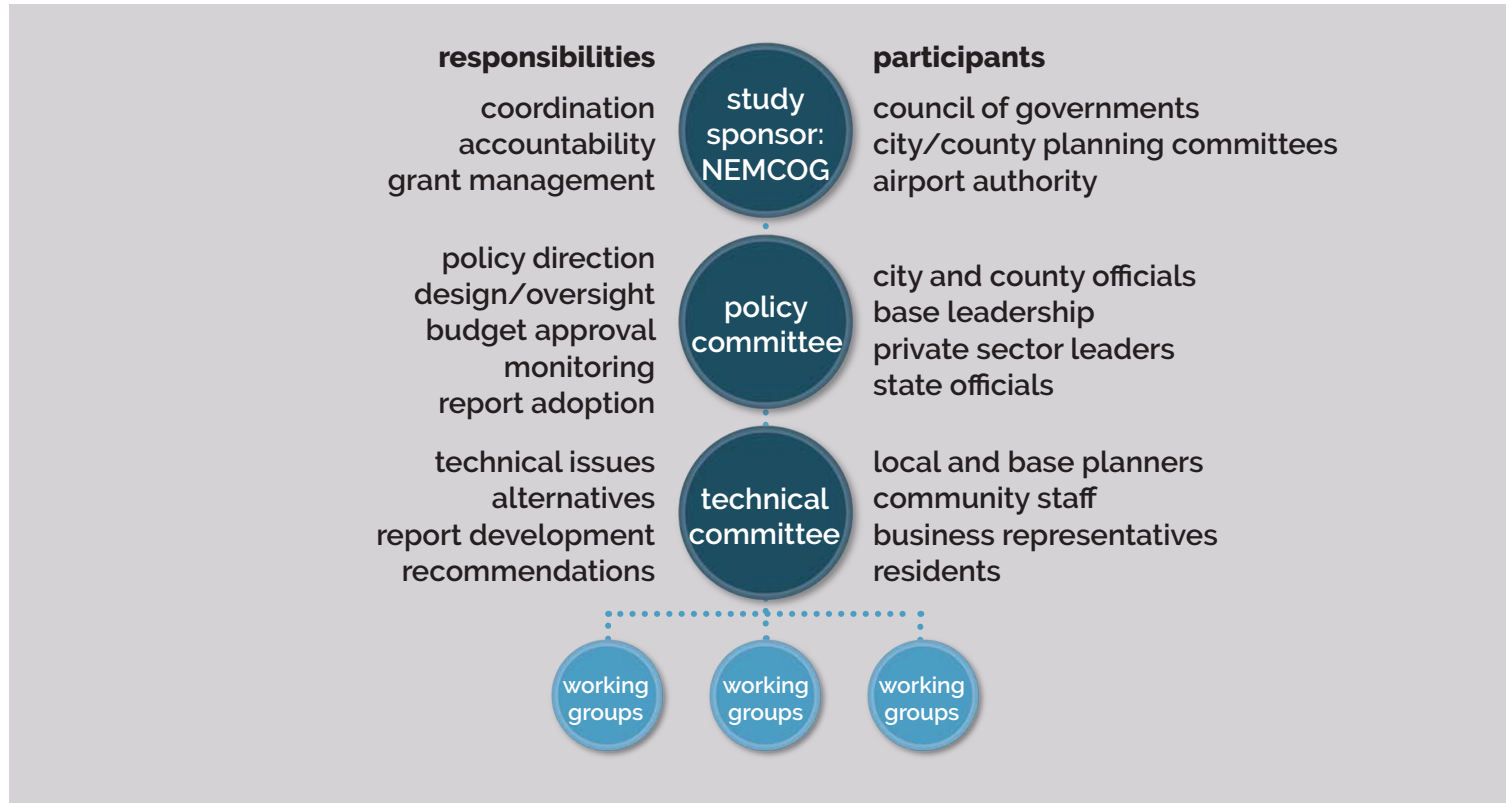 responsibilities
coordination
accountability
grant management
study
sponsor:
NEMCOG
participants
council of governments
city/county planning committees
airport authority
policy direction
design/oversight
budget approval
monitoring
report adoption
policy
committee
city and county officials
base leadership
private sector leaders
state officials
technical issues
alternatives
report development
recommendations
technical
committee
local and base planners
community staff
business representatives
residents
working
groups
working
groups
working
groups